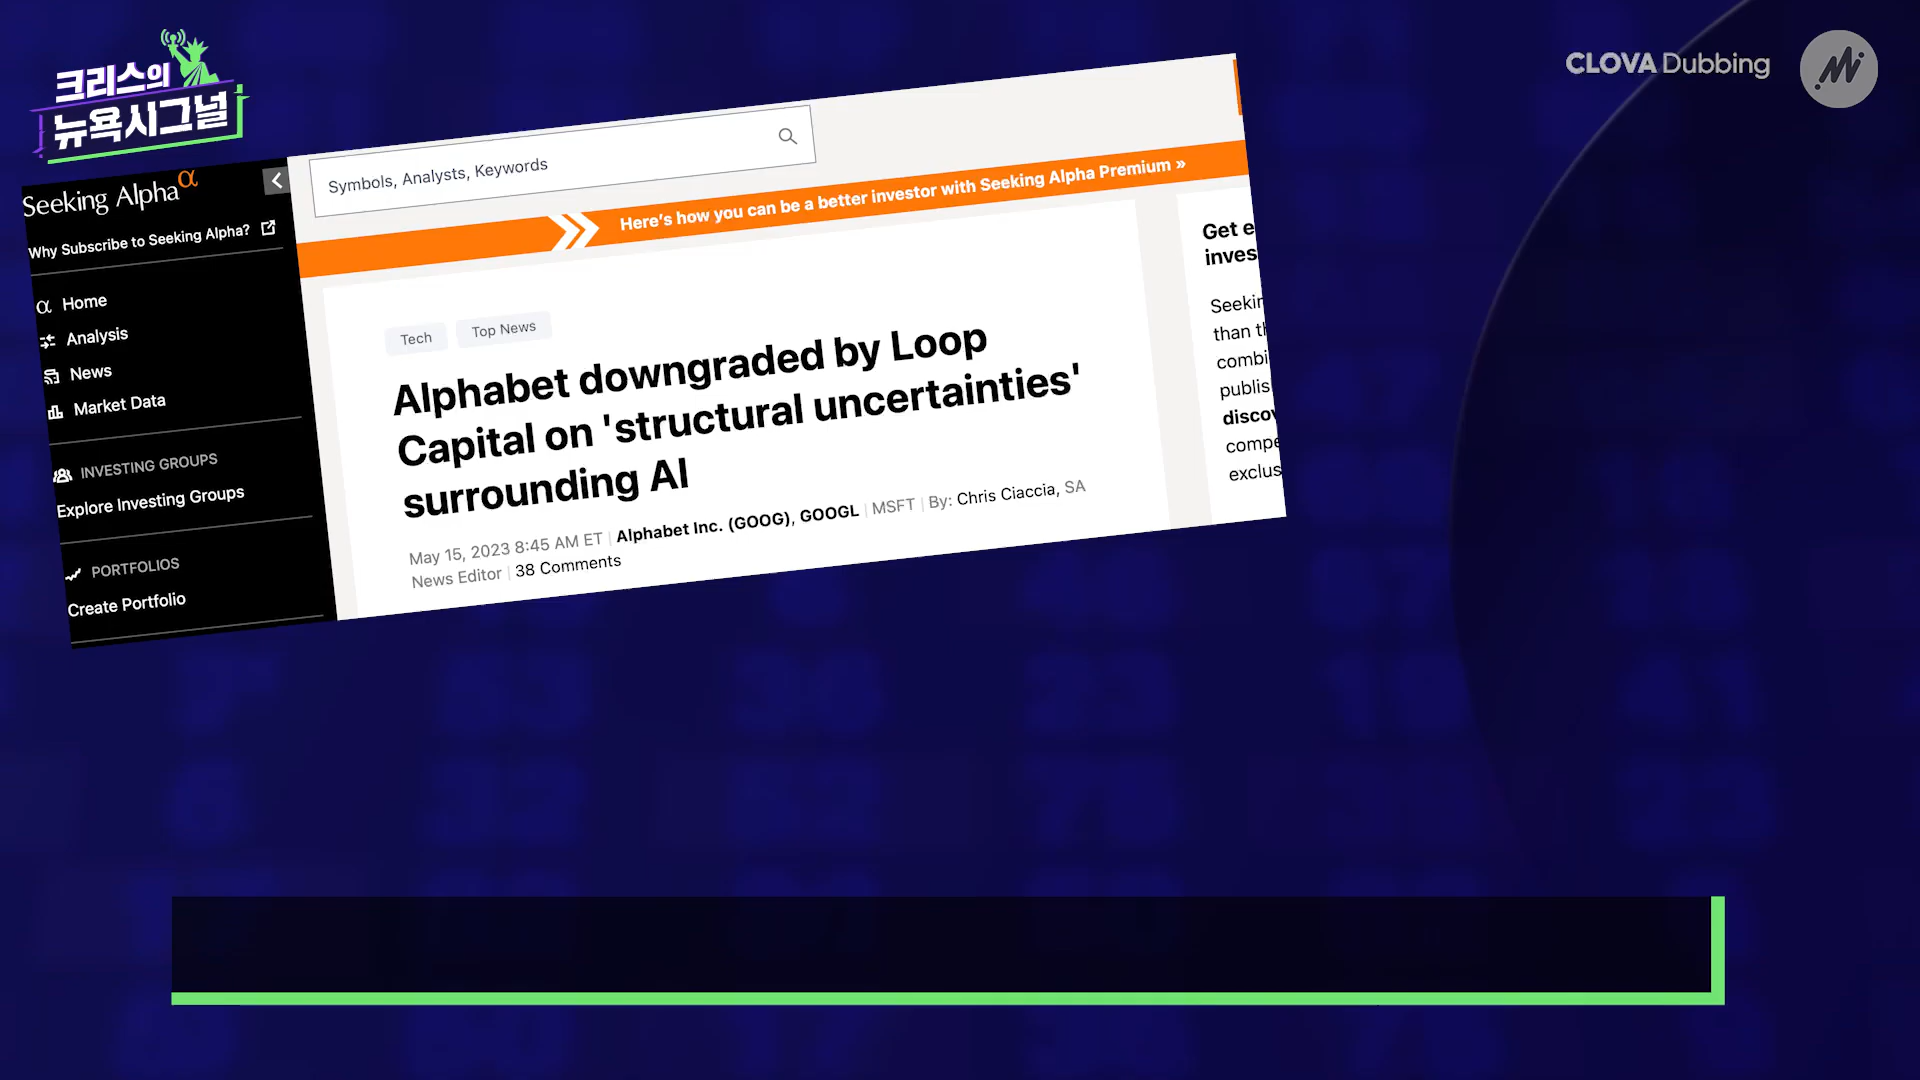 크리스의
뉴욕시그널
CLOVA Dubbing
Seeking Alpha α
Why Subscribe to Seeking Alpha?
Home
Analysis
News
Market Data
INVESTING GROUPS
Explore Investing Groups
PORTFOLIOS
Create Portfolio
Symbols, Analysts, Keywords
Here's how you can be a better investor with Seeking Alpha Premium »
Tech
Top News
Alphabet downgraded by Loop
Capital on 'structural uncertainties'
surrounding AI
May 15, 2023 8:45 AM ET | Alphabet Inc. (GOOG), GOOGL | MSFT | By: Chris Ciaccia, SA
News Editor | 38 Comments
Get e
inves
than th